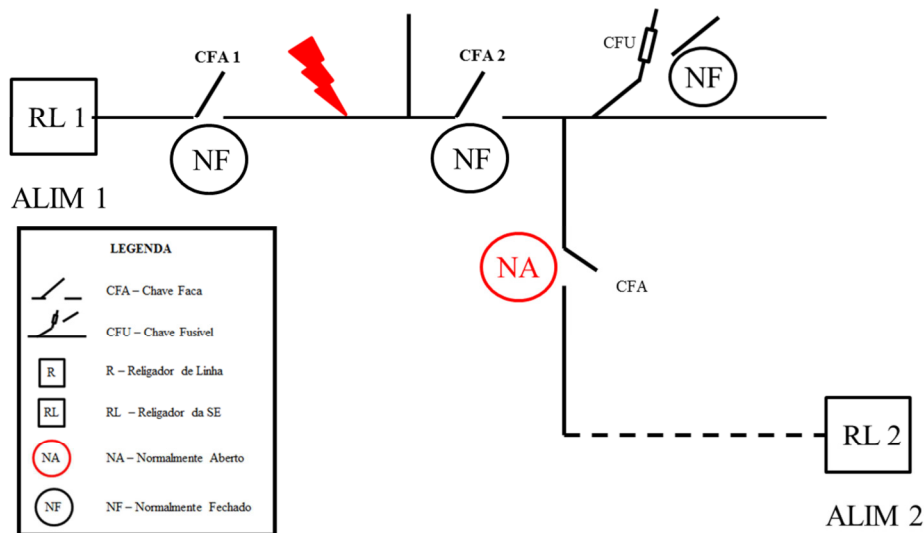 CFU
NF
CFA 1
CFA 2
RL 1
NF
NF
ALIM 1
NA
CFA
LEGENDA
CFA – Chave Faca
CFU – Chave Fusível
R
R – Religador de Linha
RL
RL – Religador da SE
NA
NA – Normalmente Aberto
NF
NF – Normalmente Fechado
RL 2
ALIM 2